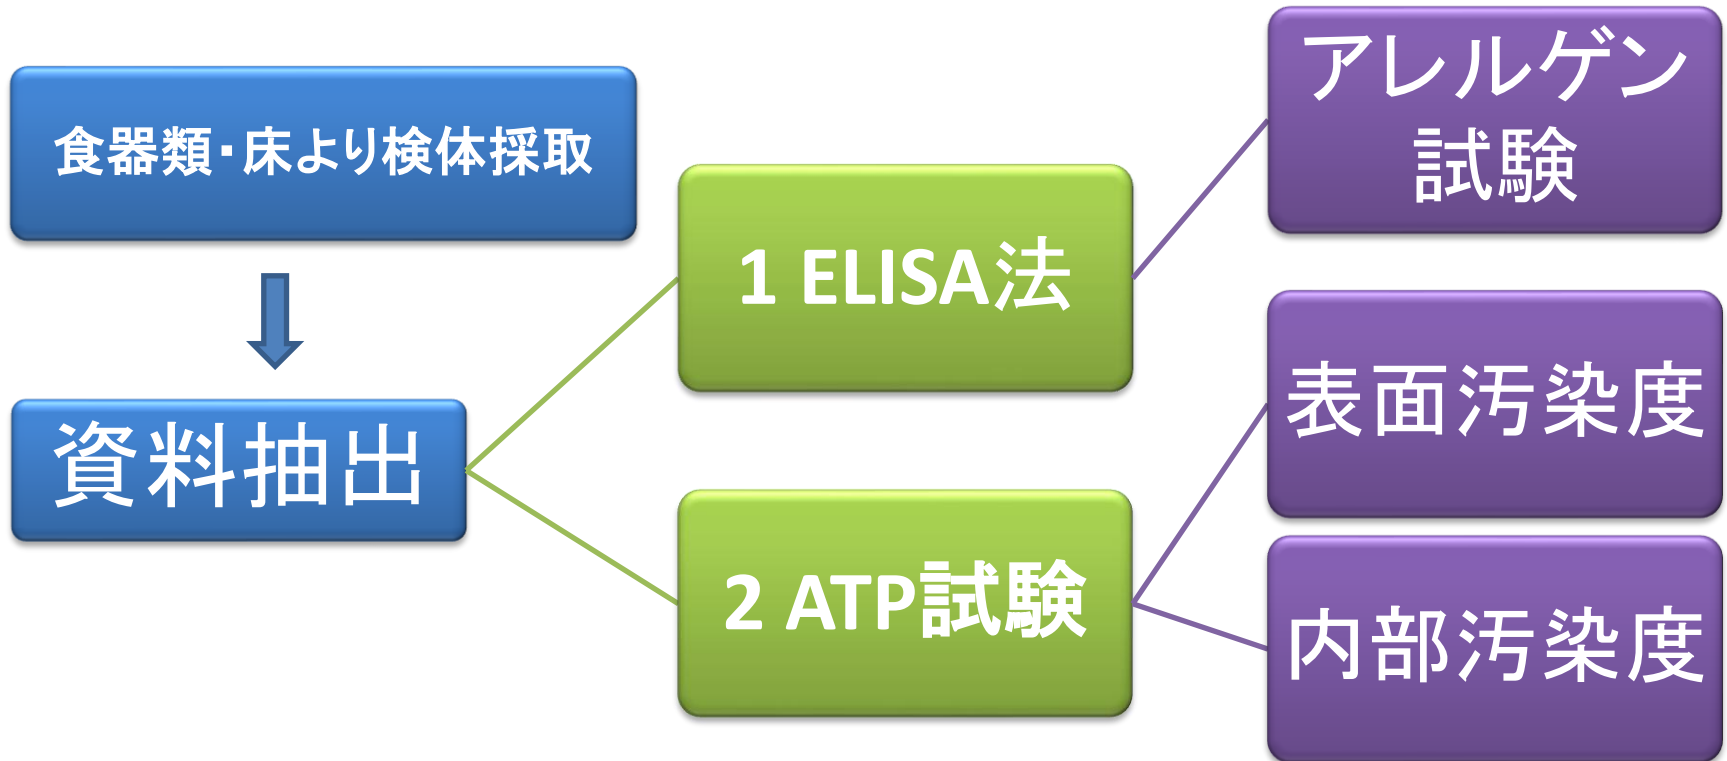 食器類・床より検体採取
資料抽出
1 ELISA法
2 ATP試験
アレルゲン
試験
表面汚染度
内部汚染度